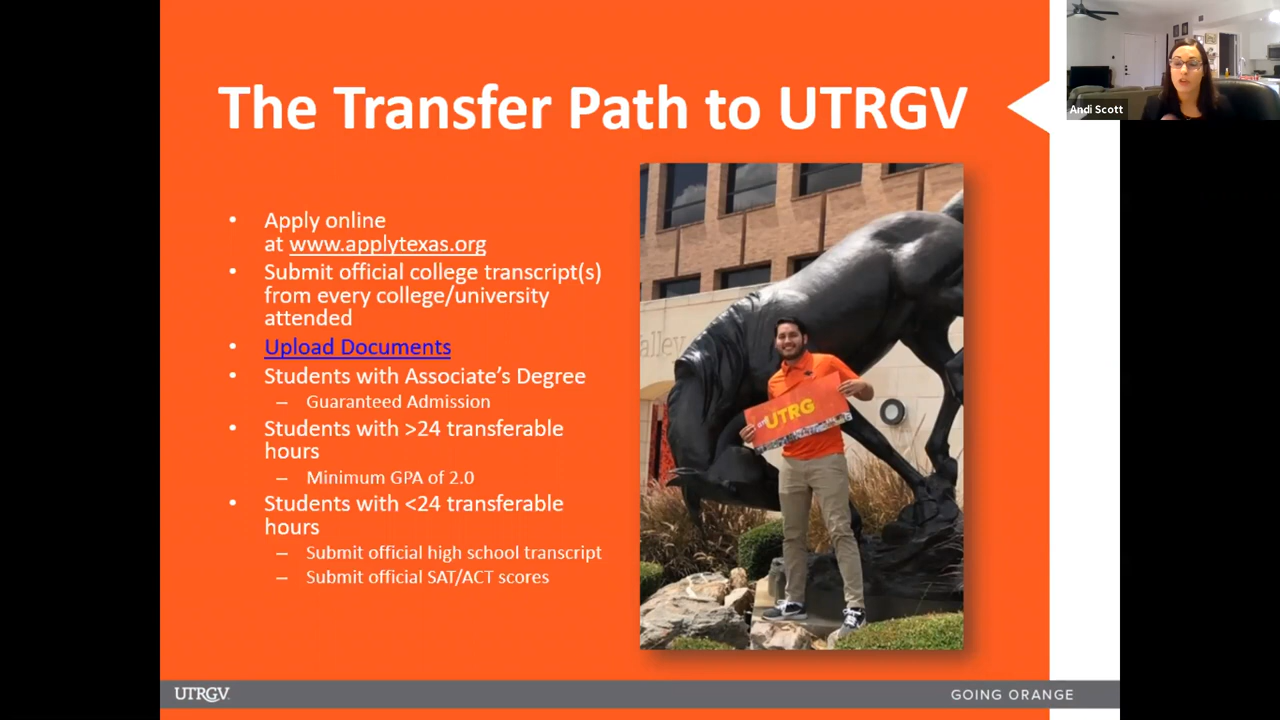 The Transfer Path to UTRGV
Andi Scott
• Apply online
at www.applytexas.org
• Submit official college transcript(s)
from every college/university
attended
• Upload Documents
• Students with Associate's Degree
– Guaranteed Admission
• Students with >24 transferable
hours
– Minimum GPA of 2.0
• Students with <24 transferable
hours
– Submit official high school transcript
– Submit official SAT/ACT scores
alley
UTRG
UTRGV
GOING ORANGE